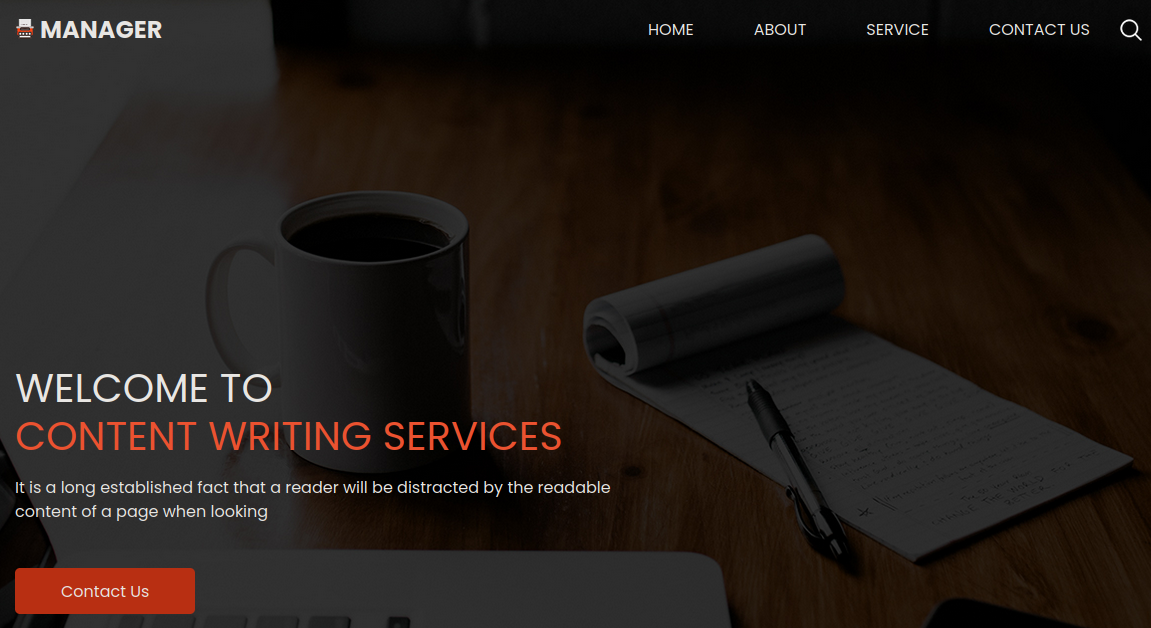 MANAGER
HOME ABOUT SERVICE CONTACT US
WELCOME TO
CONTENT WRITING SERVICES
It is a long established fact that a reader will be distracted by the readable
content of a page when looking
Contact Us